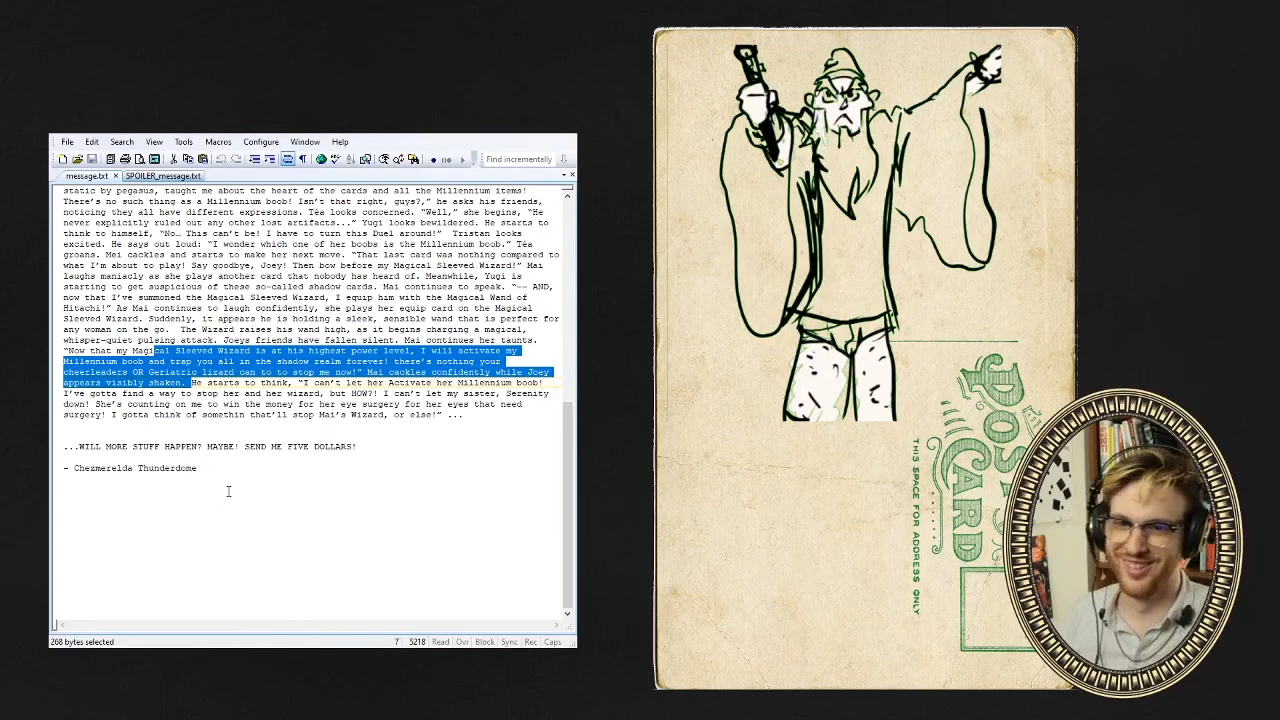 File Edit Search View Tools Macros Configure Window Help
Find incrementally
message.txt SPOILER_message.txt
static by pegasus, taught me about the heart of the cards and all the Millennium items!
There's no such thing as a Millennium boob! Isn't that right, guys?," he asks his friends,
noticing they all have different expressions. Téa looks concerned. "Well," she begins, "He
never explicitly ruled out any other lost artifacts..." Yugi looks bewildered. He starts to
think to himself, "No… This can't be! I have to turn this Duel around!"  Tristan looks
excited. He says out loud: "I wonder which one of her boobs is the Millennium boob." Téa
groans. Mei cackles and starts to make her next move. "That last card was nothing compared to
what I'm about to play! Say goodbye, Joey! Then bow before my Magical Sleeved Wizard!" Mai
laughs maniacly as she plays another card that nobody has heard of. Meanwhile, Yugi is
starting to get suspicious of these so-called shadow cards. Mai continues to speak. "-- AND,
now that I've summoned the Magical Sleeved Wizard, I equip him with the Magical Wand of
Hitachi!" As Mai continues to laugh confidently, she plays her equip card on the Magical
Sleeved Wizard. Suddenly, it appears he is holding a sleek, sensible wand that is perfect for
any woman on the go.  The Wizard raises his wand high, as it begins charging a magical,
whisper-quiet pulsing attack. Joeys friends have fallen silent. Mai continues her taunts.
"Now that my Magical Sleeved Wizard is at his highest power level, I will activate my
Millennium boob and trap you all in the shadow realm forever! there's nothing your
cheerleaders OR Geriatric lizard can to to stop me now!" Mai cackles confidently while Joey
appears visibly shaken. He starts to think, "I can't let her Activate her Millennium boob!
I've gotta find a way to stop her and her wizard, but HOW?! I can't let my sister, Serenity
down! She's counting on me to win the money for her eye surgery for her eyes that need
surgery! I gotta think of somethin that'll stop Mai's Wizard, or else!" ...
...WILL MORE STUFF HAPPEN? MAYBE! SEND ME FIVE DOLLARS!
- Chezmerelda Thunderdome
268 bytes selected 7 5218 Read Ovr Block Sync Rec Caps
POS
CARD
THIS SPACE FOR ADDRESS ONLY